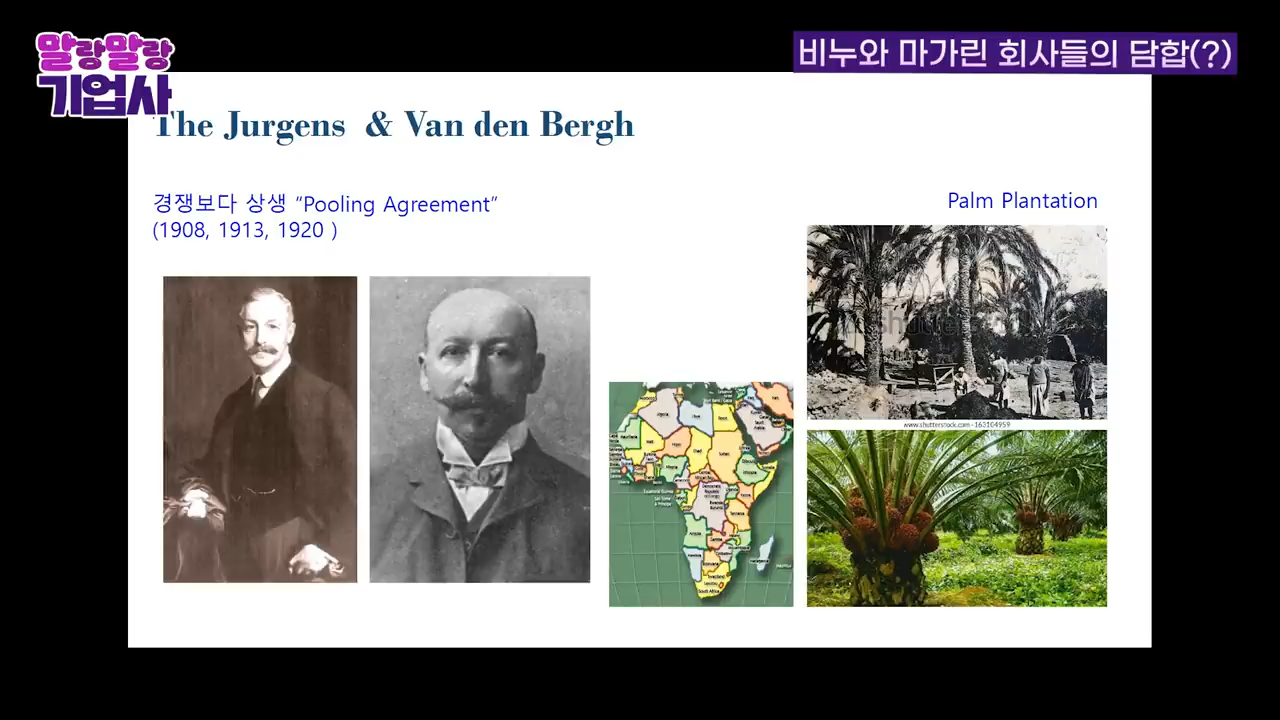 말랑말랑
기업사
비누와 마가린 회사들의 담합(?)
The Jurgens & Van den Bergh
경쟁보다 상생 “Pooling Agreement”
(1908, 1913, 1920 )
Palm Plantation
shutterstock
www.shutterstock.com · 163104959